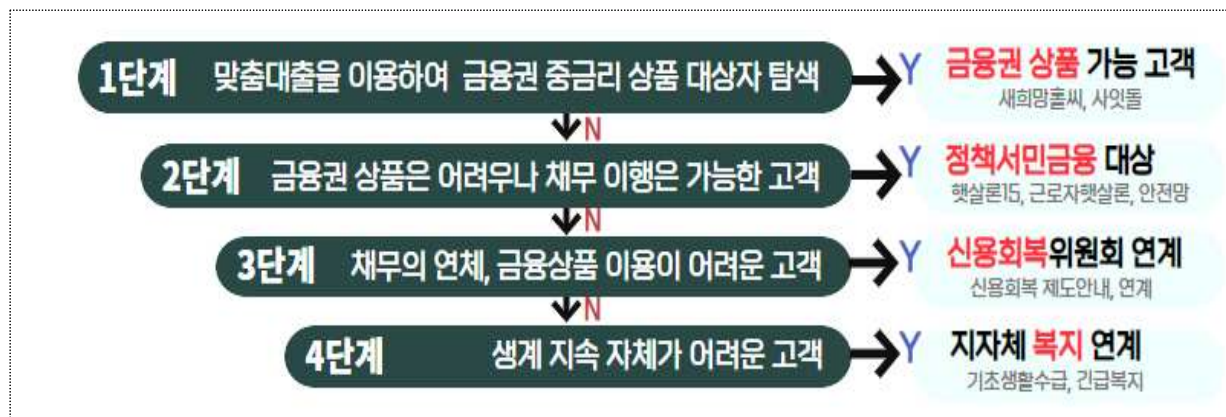 1단계 맞춤대출을 이용하여 금융권 중금리 상품 대상자 탐색 Y 금융권 상품 가능 고객
새희망홀씨, 사잇돌
N
2단계 금융권 상품은 어려우나 채무 이행은 가능한 고객 Y 정책서민금융 대상
햇살론15, 근로자햇살론, 안전망
N
3단계 채무의 연체, 금융상품 이용이 어려운 고객 Y 신용회복위원회 연계
신용회복 제도안내, 연계
N
4단계 생계 지속 자체가 어려운 고객 Y 지자체 복지 연계
기초생활수급, 긴급복지